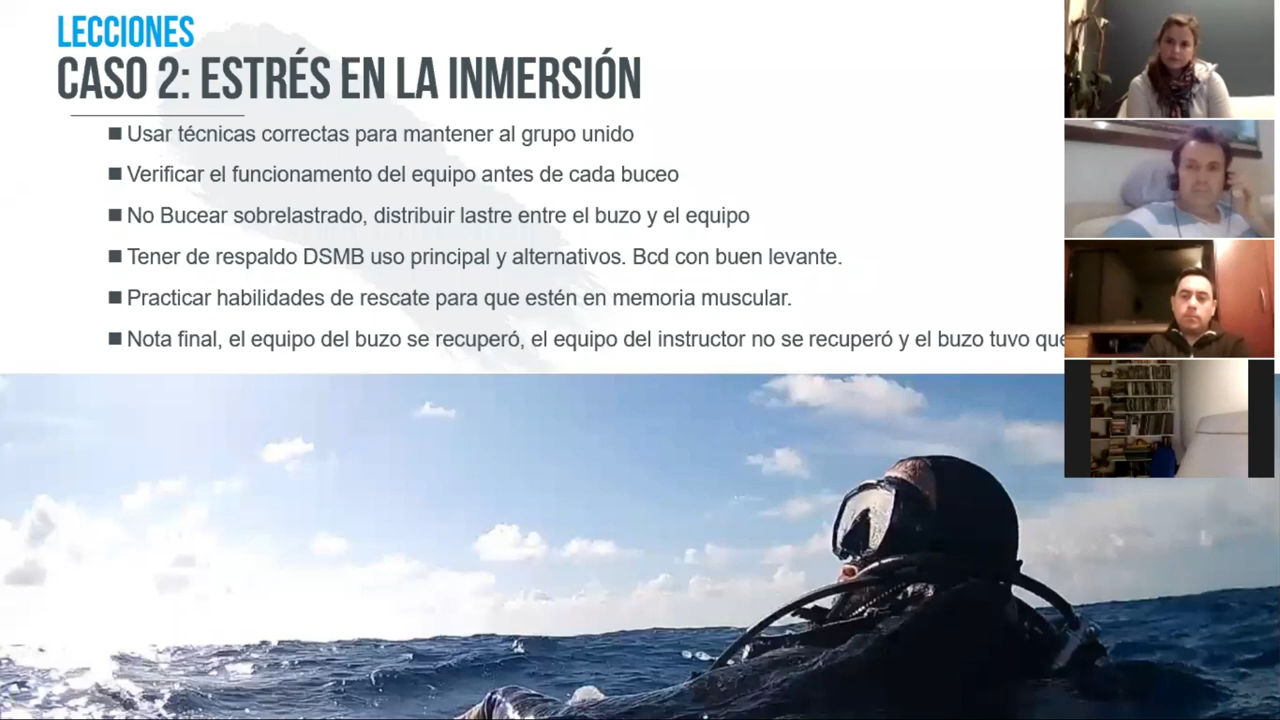 LECCIONES
CASO 2: ESTRÉS EN LA INMERSIÓN
Usar técnicas correctas para mantener al grupo unido
Verificar el funcionamento del equipo antes de cada buceo
No Bucear sobrelastrado, distribuir lastre entre el buzo y el equipo
Tener de respaldo DSMB uso principal y alternativos. Bcd con buen levante.
Practicar habilidades de rescate para que estén en memoria muscular.
Nota final, el equipo del buzo se recuperó, el equipo del instructor no se recuperó y el buzo tuvo que